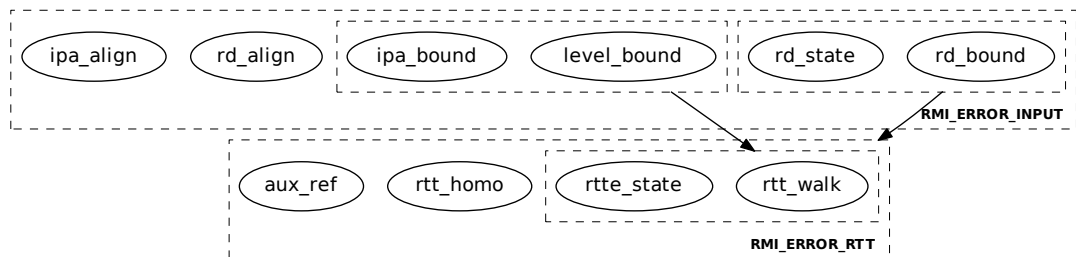 ipa_align rd_align ipa_bound level_bound rd_state rd_bound
RMI_ERROR_INPUT
aux_ref rtt_homo rtte_state rtt_walk
RMI_ERROR_RTT